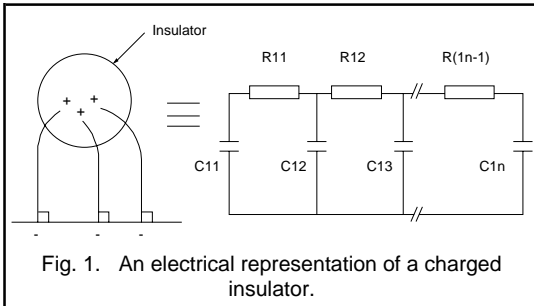 Insulator
R11 R12 R(1n-1)
+ + +
C11 C12 C13 C1n
- - -
Fig. 1. An electrical representation of a charged
insulator.